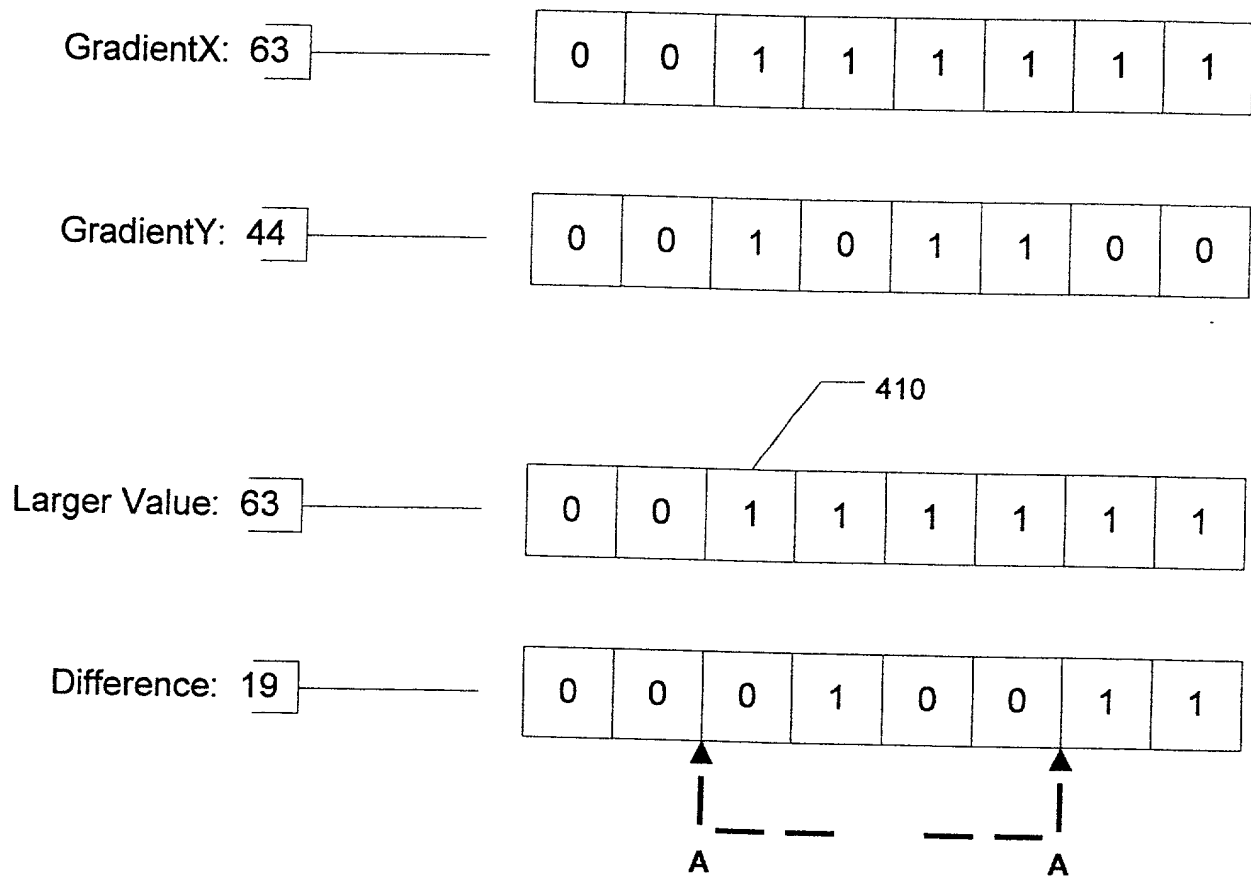 GradientX: 63 0 0 1 1 1 1 1 1
GradientY: 44 0 0 1 0 1 1 0 0
410
Larger Value: 63 0 0 1 1 1 1 1 1
Difference: 19 0 0 0 1 0 0 1 1
A A